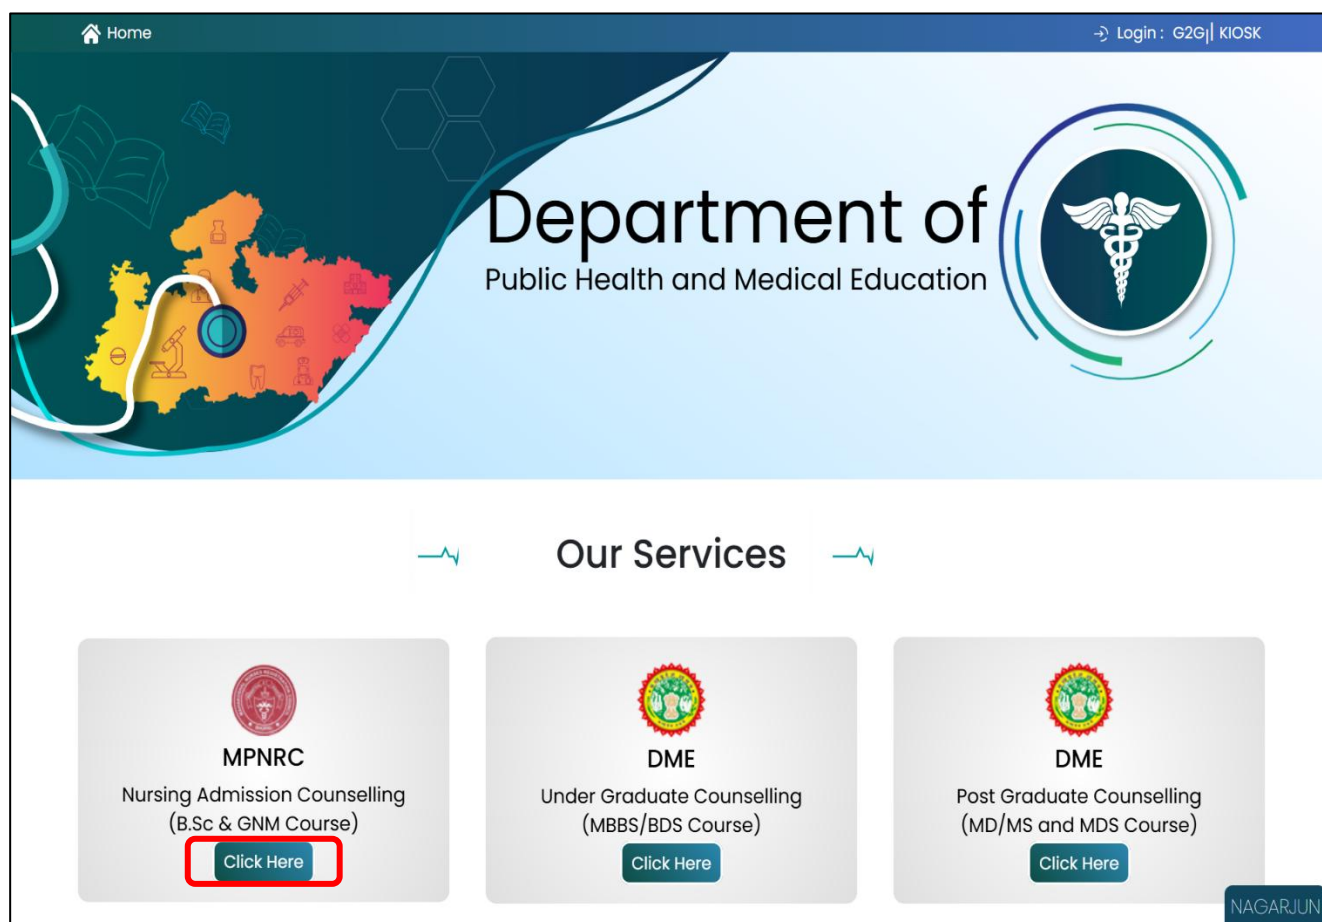 Home
Login : G2G|| KIOSK
Department of
Public Health and Medical Education
Our Services
MPNRC
Nursing Admission Counselling
(B.Sc & GNM Course)
Click Here
DME
Under Graduate Counselling
(MBBS/BDS Course)
Click Here
DME
Post Graduate Counselling
(MD/MS and MDS Course)
Click Here
NAGARJUN